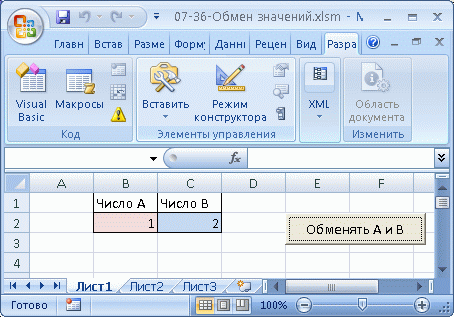 07-36-Обмен значений.xlsm - M
Главн Встав Разме Форму Данны Рецен Вид Разра
Visual Basic
Макросы
Вставить
Режим конструктора
XML
Область документа
Код
Элементы управления
Изменить
fx
A B C D E F
1 Число A Число B
2 1 2 Обменять A и B
3
4
Лист1 Лист2 Лист3
Готово 100%